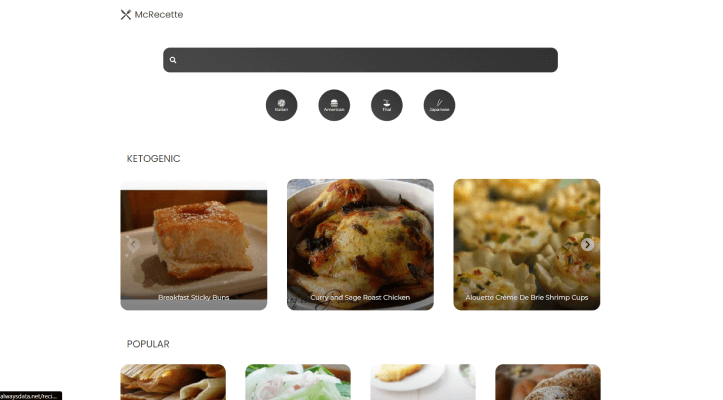 McRecette
Italian
American
Thai
Japanese
KETOGENIC
Breakfast Sticky Buns
Curry and Sage Roast Chicken
Alouette Crème De Brie Shrimp Cups
POPULAR
alwaysdata.net/reci...